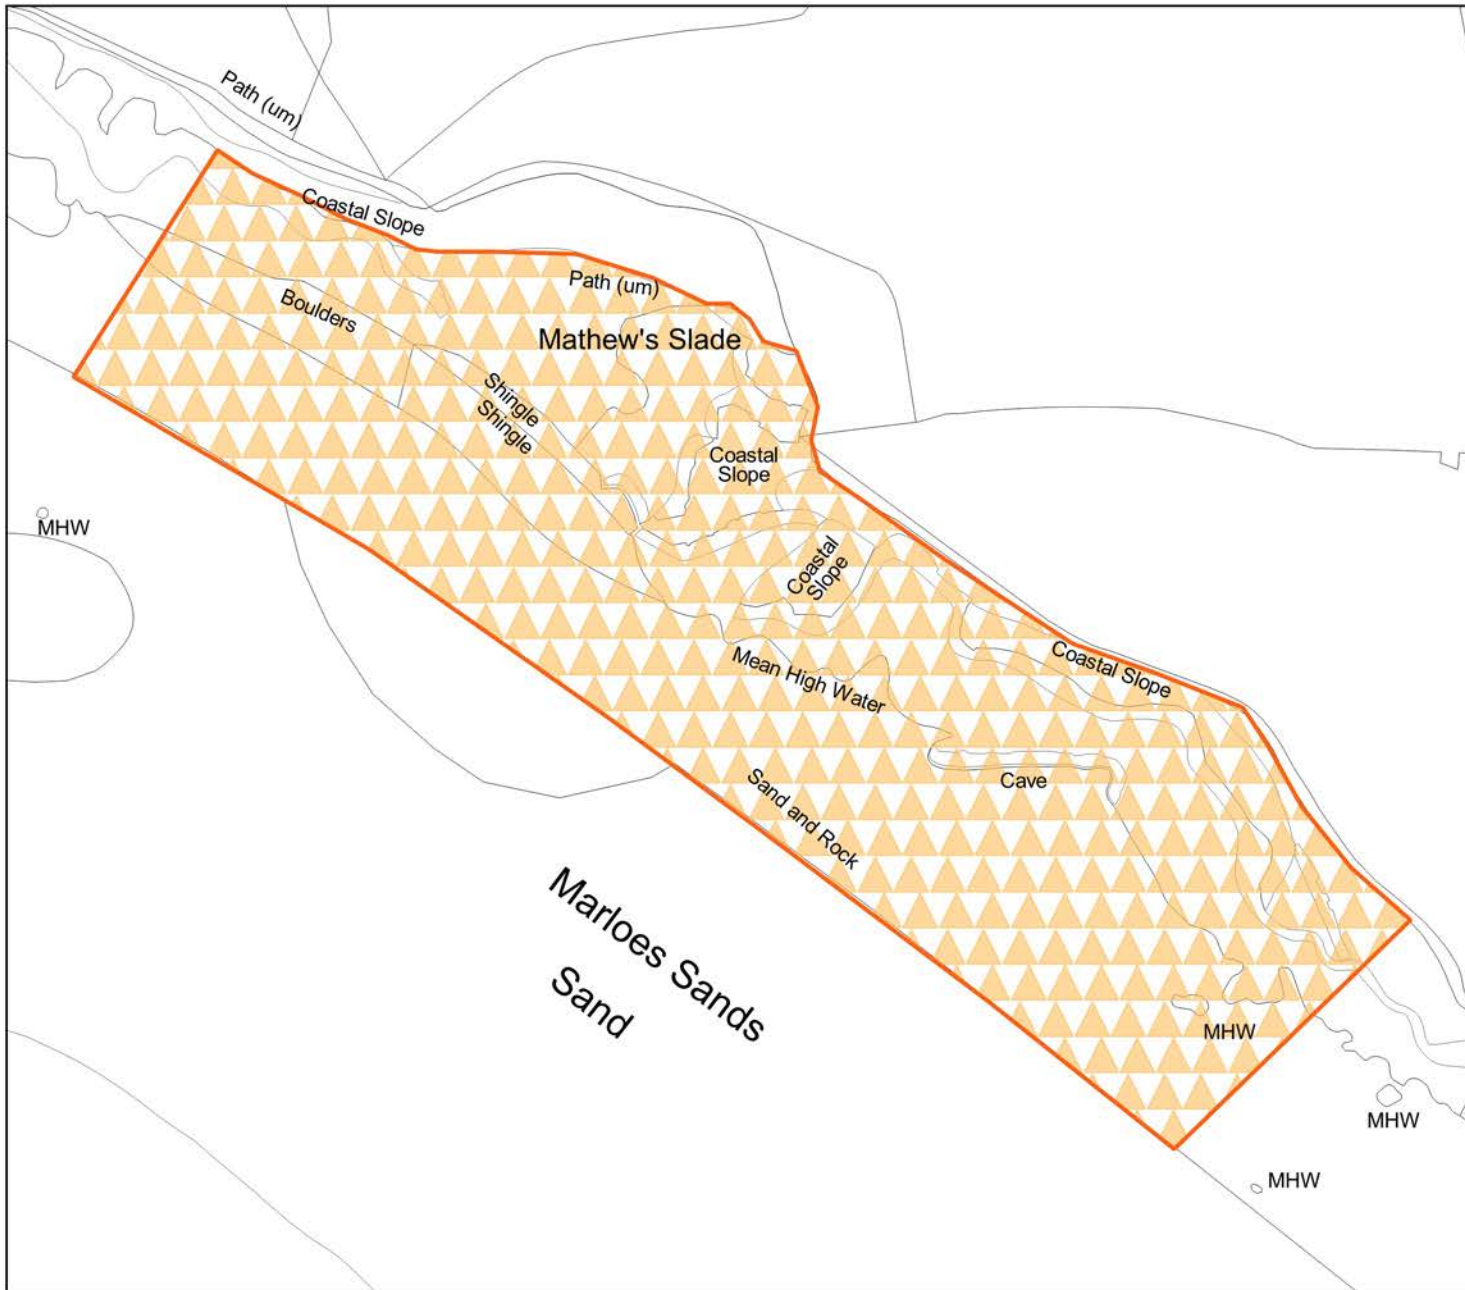 Path (um)
Coastal Slope
Path (um)
Boulders
Mathew's Slade
Shingle
Shingle
Coastal
Slope
MHW
Coastal
Slope
Coastal Slope
Mean High Water
Cave
Sand and Rock
Marloes Sands
Sand
MHW
MHW
MHW